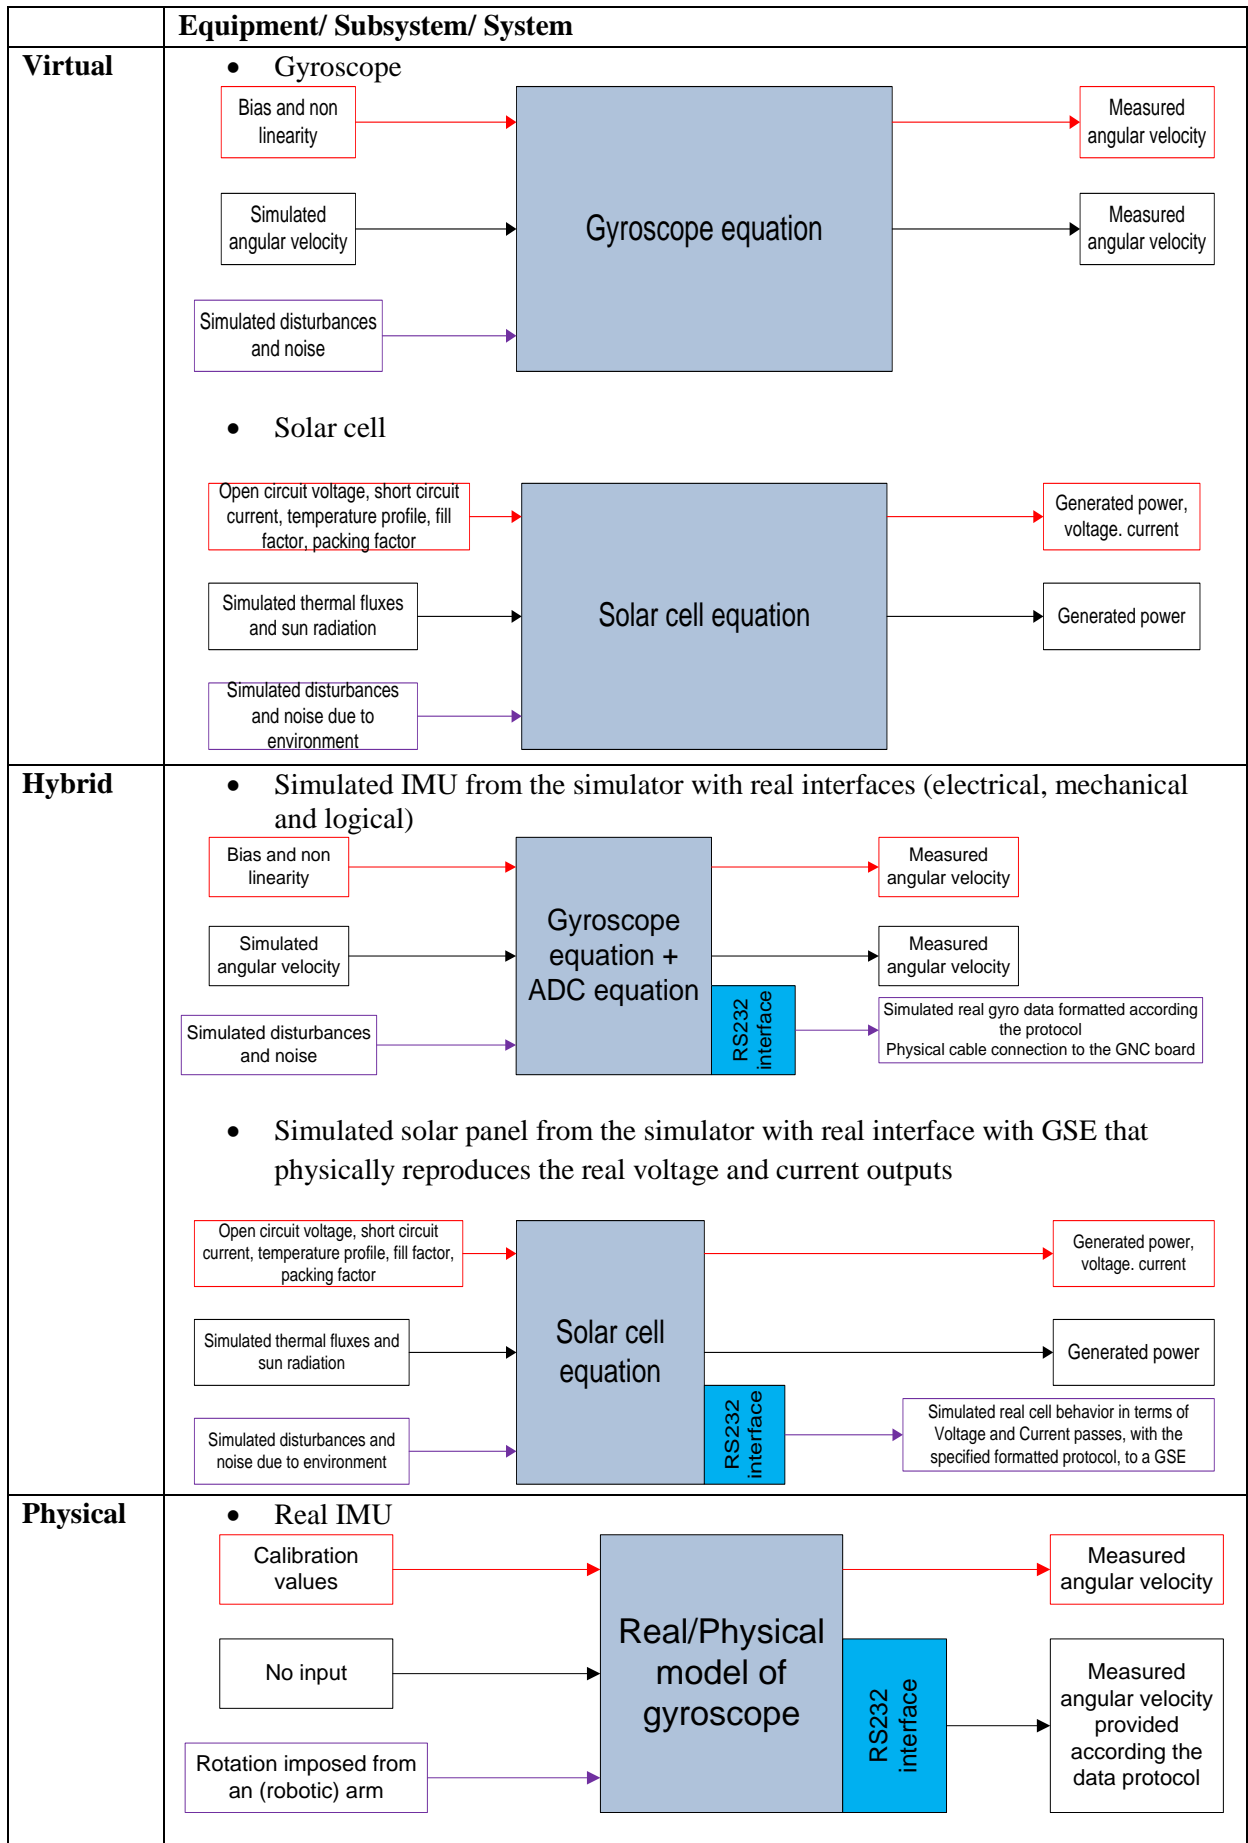 Equipment/ Subsystem/ System
Virtual
• Gyroscope
Bias and non
linearity
Measured
angular velocity
Simulated
angular velocity
Gyroscope equation
Measured
angular velocity
Simulated disturbances
and noise
• Solar cell
Open circuit voltage, short circuit
current, temperature profile, fill
factor, packing factor
Generated power,
voltage. current
Simulated thermal fluxes
and sun radiation
Solar cell equation
Generated power
Simulated disturbances
and noise due to
environment
Hybrid
• Simulated IMU from the simulator with real interfaces (electrical, mechanical
and logical)
Bias and non
linearity
Measured
angular velocity
Simulated
angular velocity
Gyroscope
equation +
ADC equation
Measured
angular velocity
Simulated disturbances
and noise
RS232
interface
Simulated real gyro data formatted according
the protocol
Physical cable connection to the GNC board
• Simulated solar panel from the simulator with real interface with GSE that
physically reproduces the real voltage and current outputs
Open circuit voltage, short circuit
current, temperature profile, fill factor,
packing factor
Generated power,
voltage. current
Simulated thermal fluxes and
sun radiation
Solar cell
equation
Generated power
Simulated disturbances and
noise due to environment
RS232
interface
Simulated real cell behavior in terms of
Voltage and Current passes, with the
specified formatted protocol, to a GSE
Physical
• Real IMU
Calibration
values
Measured
angular velocity
No input
Real/Physical
model of
gyroscope
RS232
interface
Measured
angular velocity
provided
according the
data protocol
Rotation imposed from
an (robotic) arm